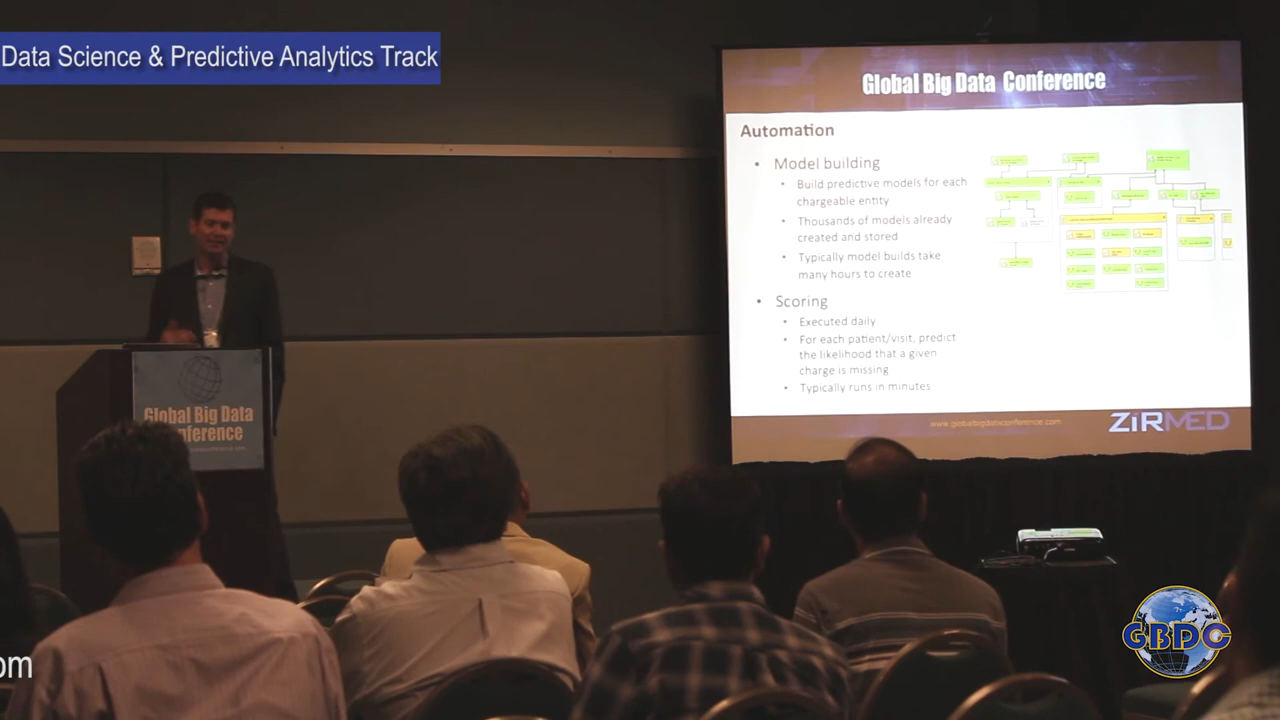 Data Science & Predictive Analytics Track
Global Big Data Conference
Automation
• Model building
• Build predictive models for each
chargeable entity
• Thousands of models already
created and stored
• Typically model builds take
many hours to create
• Scoring
• Executed daily
• For each patient/visit, predict
the likelihood that a given
charge is missing
• Typically runs in minutes
www.globalbigdataconference.com
ZiRMED
Global Big Data
nference
GBDC
om